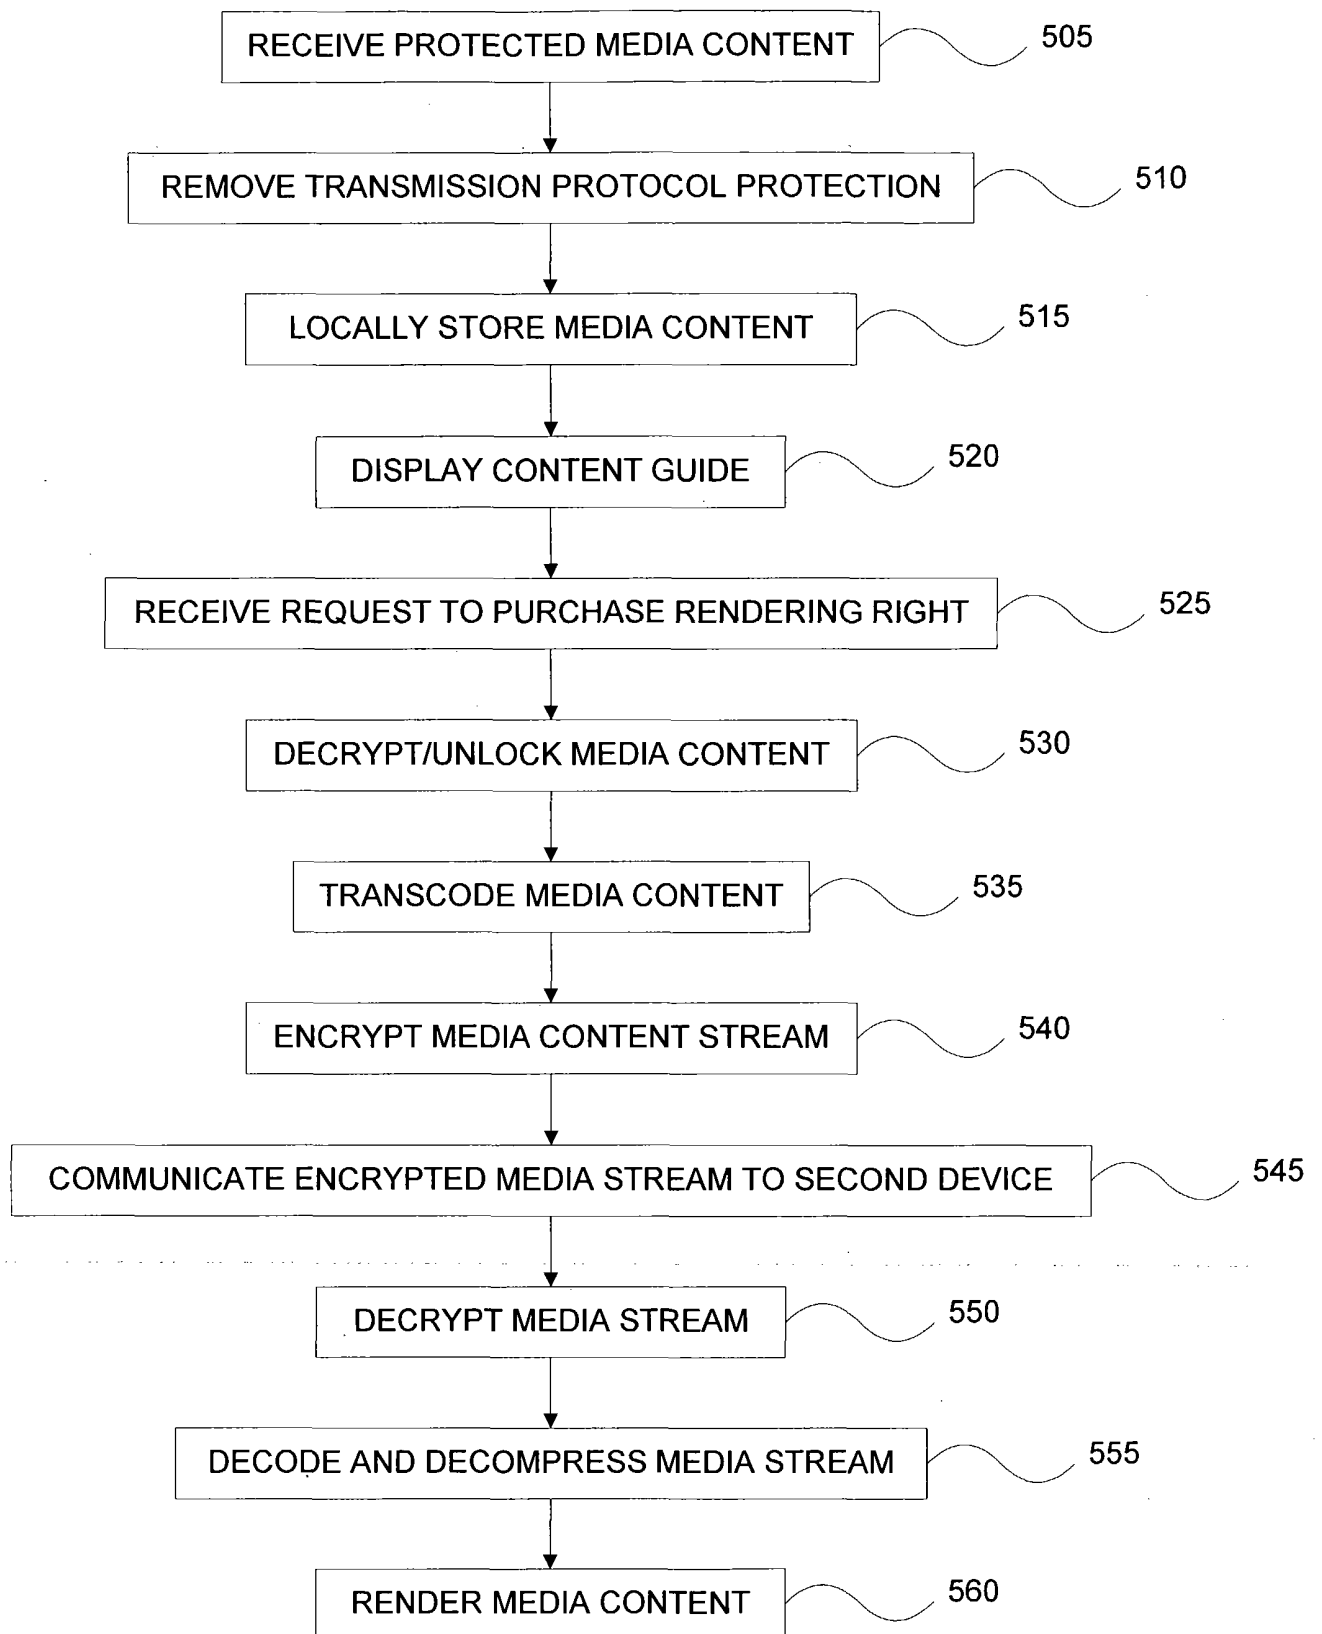 RECEIVE PROTECTED MEDIA CONTENT 505
REMOVE TRANSMISSION PROTOCOL PROTECTION 510
LOCALLY STORE MEDIA CONTENT 515
DISPLAY CONTENT GUIDE 520
RECEIVE REQUEST TO PURCHASE RENDERING RIGHT 525
DECRYPT/UNLOCK MEDIA CONTENT 530
TRANSCODE MEDIA CONTENT 535
ENCRYPT MEDIA CONTENT STREAM 540
COMMUNICATE ENCRYPTED MEDIA STREAM TO SECOND DEVICE 545
DECRYPT MEDIA STREAM 550
DECODE AND DECOMPRESS MEDIA STREAM 555
RENDER MEDIA CONTENT 560